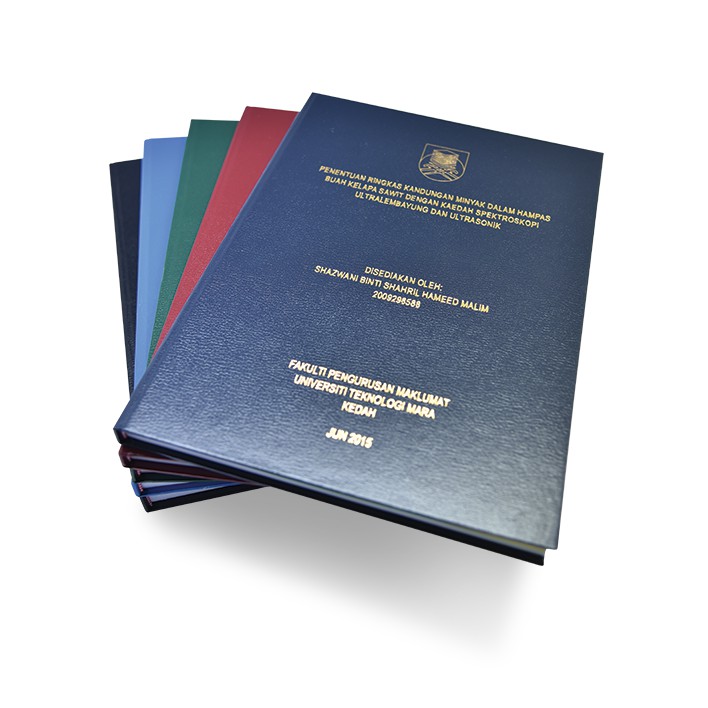 PENENTUAN RINGKAS KANDUNGAN MINYAK DALAM HAMPAS
BUAH KELAPA SAWIT DENGAN KAEDAH SPEKTROSKOPI
ULTRALEMBAYUNG DAN ULTRASONIK
DISEDIAKAN OLEH:
SHAZWANI BINTI SHAHRIL HAMEED MALIM
2009298588
FAKULTI PENGURUSAN MAKLUMAT
UNIVERSITI TEKNOLOGI MARA
KEDAH
JUN 2015